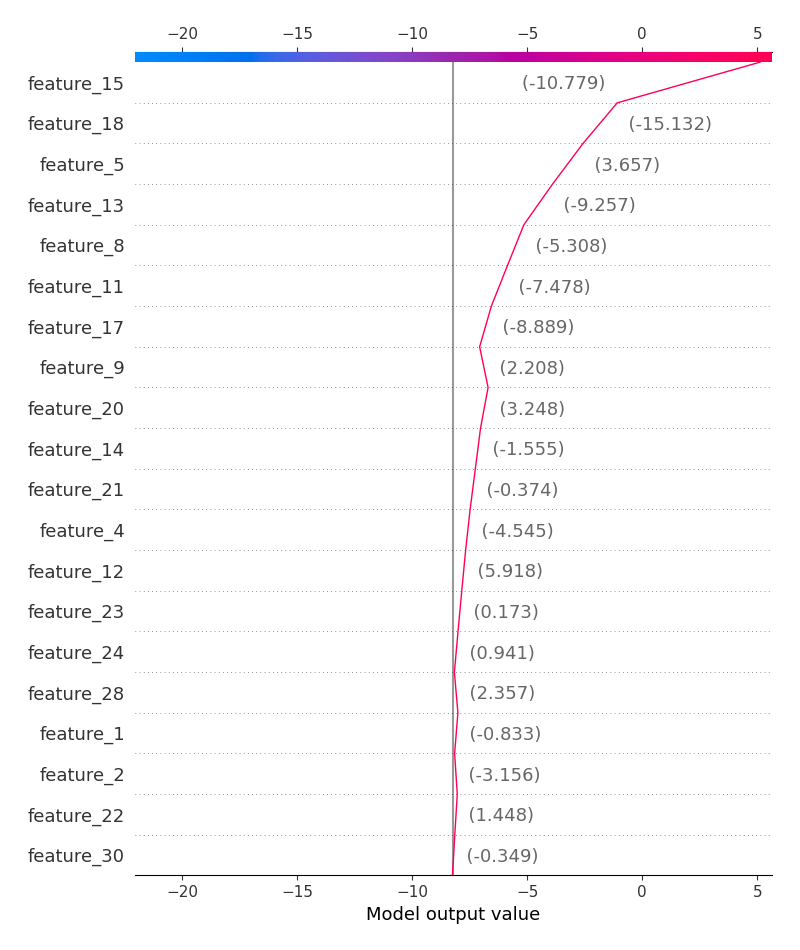 −20 −15 −10 −5 0 5
feature_15 (-10.779)
feature_18 (-15.132)
feature_5 (3.657)
feature_13 (-9.257)
feature_8 (-5.308)
feature_11 (-7.478)
feature_17 (-8.889)
feature_9 (2.208)
feature_20 (3.248)
feature_14 (-1.555)
feature_21 (-0.374)
feature_4 (-4.545)
feature_12 (5.918)
feature_23 (0.173)
feature_24 (0.941)
feature_28 (2.357)
feature_1 (-0.833)
feature_2 (-3.156)
feature_22 (1.448)
feature_30 (-0.349)
−20 −15 −10 −5 0 5
Model output value